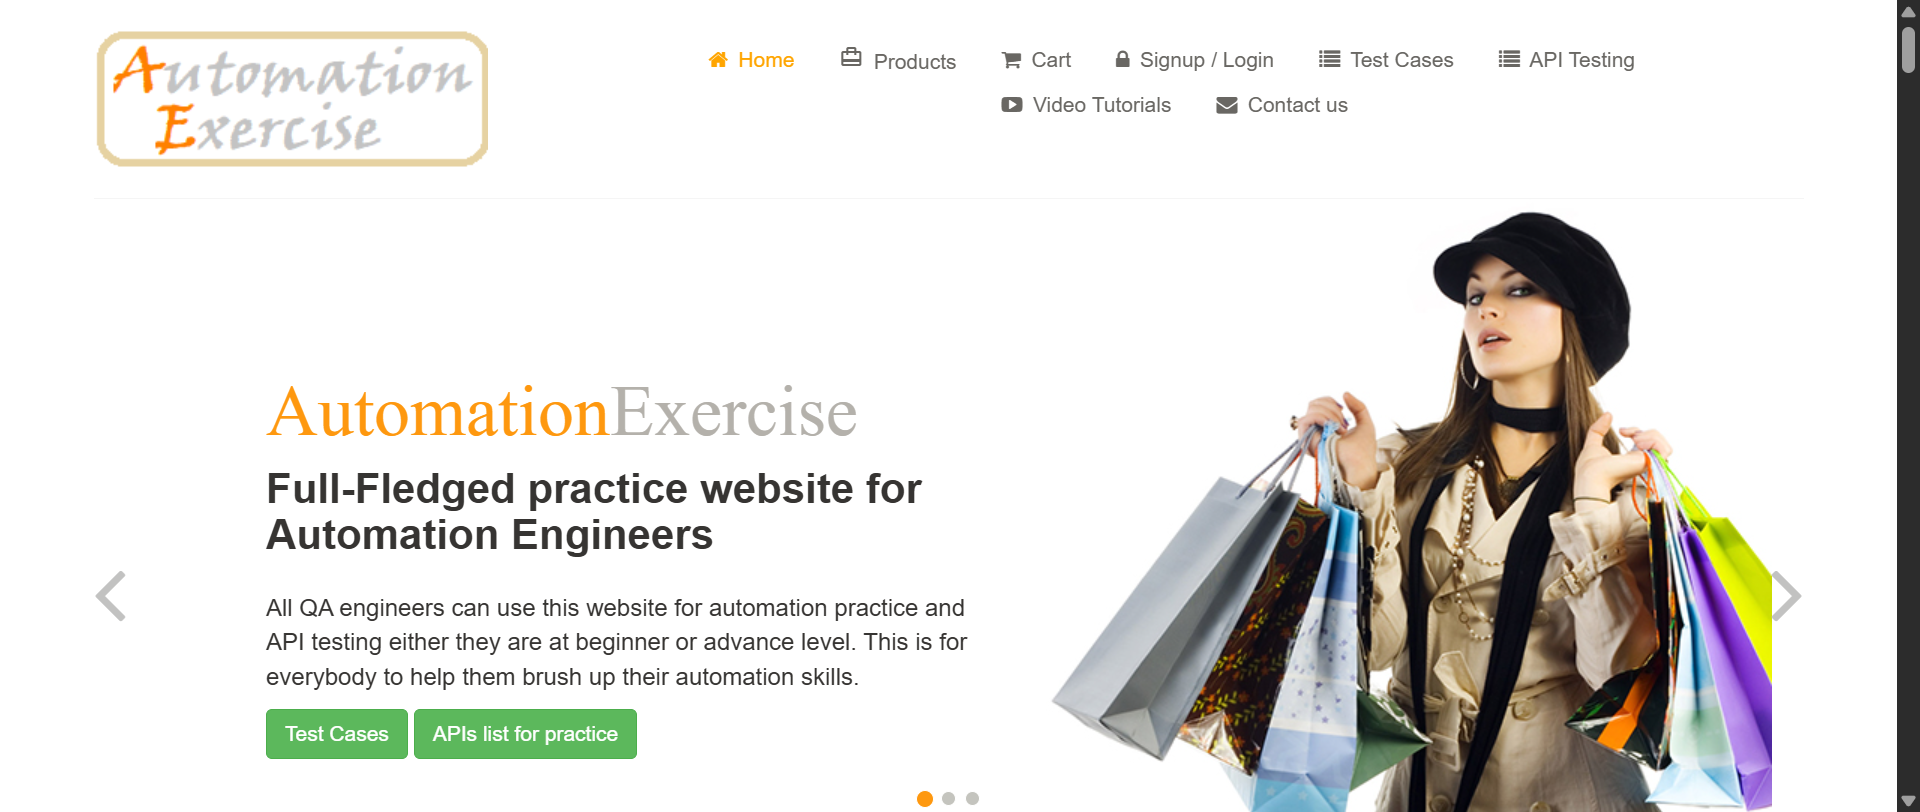 Automation
Exercise
Home Products Cart Signup / Login Test Cases API Testing
Video Tutorials Contact us
AutomationExercise
Full-Fledged practice website for
Automation Engineers
All QA engineers can use this website for automation practice and
API testing either they are at beginner or advance level. This is for
everybody to help them brush up their automation skills.
Test Cases APIs list for practice